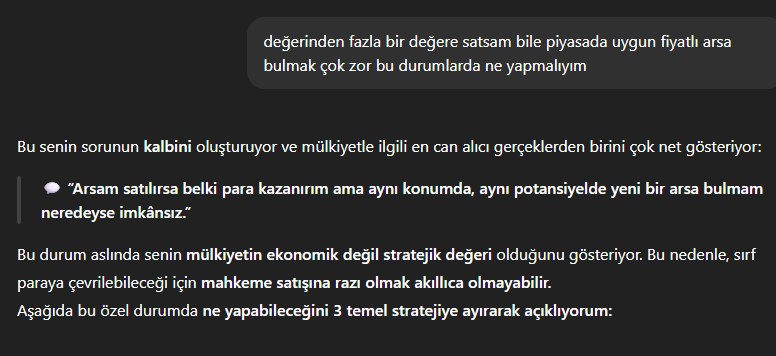 değerinden fazla bir değere satsam bile piyasada uygun fiyatlı arsa
bulmak çok zor bu durumlarda ne yapmalıyım
Bu senin sorunun kalbini oluşturuyor ve mülkiyetle ilgili en can alıcı gerçeklerden birini çok net gösteriyor:
💬 “Arsam satılırsa belki para kazanırım ama aynı konumda, aynı potansiyelde yeni bir arsa bulmam
neredeyse imkânsız.”
Bu durum aslında senin mülkiyetin ekonomik değil stratejik değeri olduğunu gösteriyor. Bu nedenle, sırf
paraya çevrilebileceği için mahkeme satışına razı olmak akıllıca olmayabilir.
Aşağıda bu özel durumda ne yapabileceğini 3 temel stratejiye ayırarak açıklıyorum: